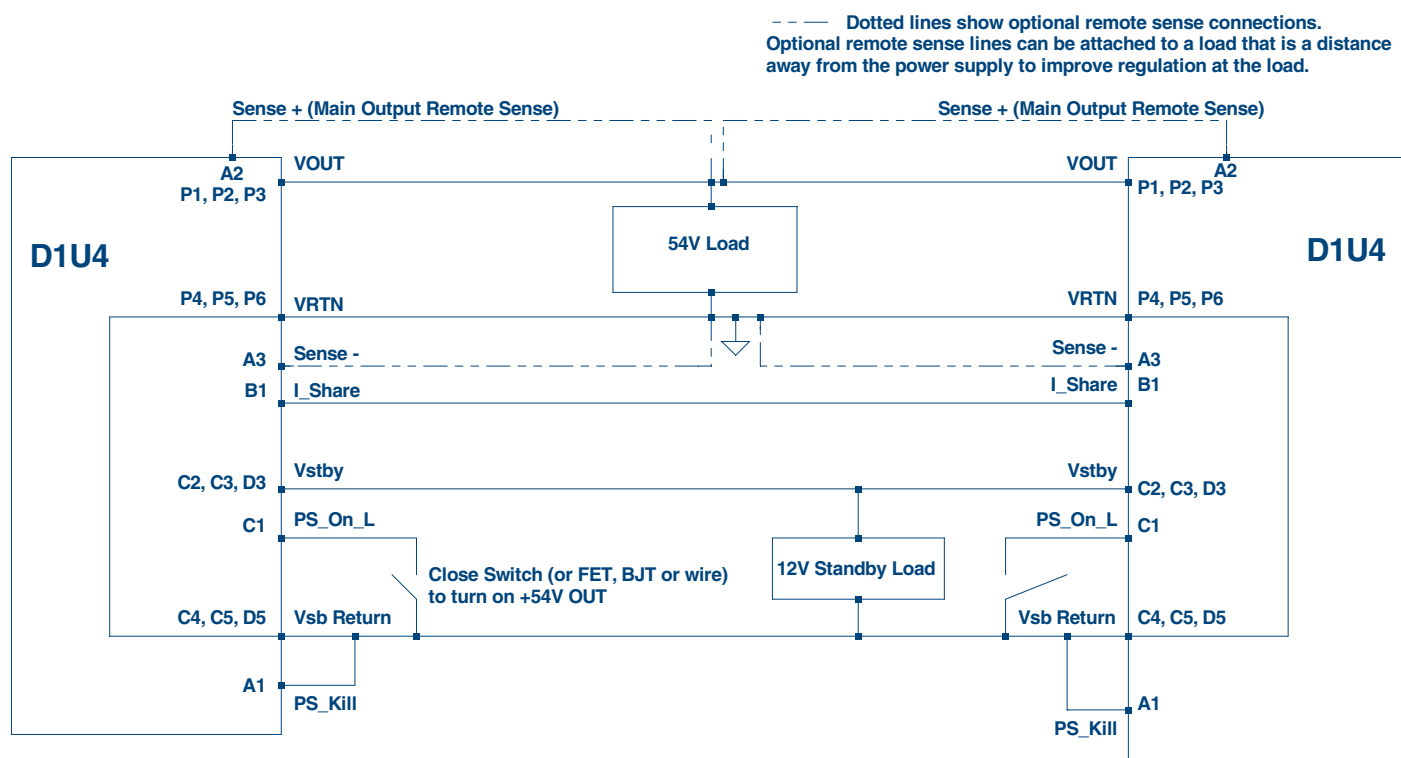 Dotted lines show optional remote sense connections.
Optional remote sense lines can be attached to a load that is a distance
away from the power supply to improve regulation at the load.
Sense + (Main Output Remote Sense)
Sense + (Main Output Remote Sense)
A2
VOUT
VOUT
A2
P1, P2, P3
P1, P2, P3
D1U4
54V Load
D1U4
P4, P5, P6
VRTN
VRTN
P4, P5, P6
A3
Sense -
Sense -
A3
B1
I_Share
I_Share
B1
C2, C3, D3
Vstby
Vstby
C2, C3, D3
C1
PS_On_L
PS_On_L
C1
Close Switch (or FET, BJT or wire)
to turn on +54V OUT
12V Standby Load
C4, C5, D5
Vsb Return
Vsb Return
C4, C5, D5
A1
PS_Kill
A1
PS_Kill